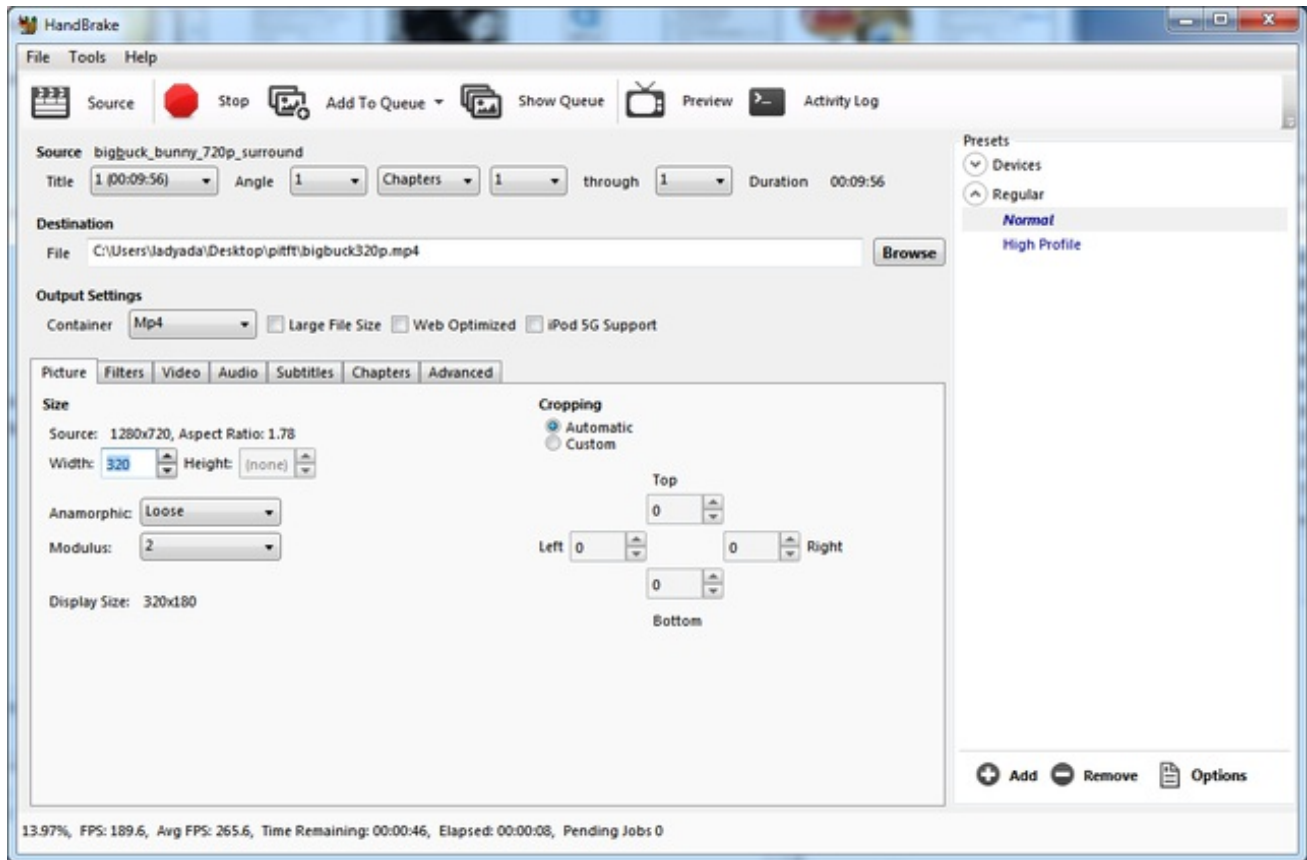 HandBrake
File Tools Help
Source Stop Add To Queue Show Queue Preview Activity Log
Source bigbuck_bunny_720p_surround
Title 1 (00:09:56) Angle 1 Chapters 1 through 1 Duration 00:09:56
Destination
File C:\Users\ladyada\Desktop\pitft\bigbuck320p.mp4 Browse
Output Settings
Container Mp4 Large File Size Web Optimized iPod 5G Support
Picture Filters Video Audio Subtitles Chapters Advanced
Size
Source: 1280x720, Aspect Ratio: 1.78
Width: 320 Height: (none)
Anamorphic: Loose
Modulus: 2
Display Size: 320x180
Cropping
Automatic
Custom
Top
0
Left 0 0 Right
0
Bottom
Presets
Devices
Regular
Normal
High Profile
Add Remove Options
13.97%, FPS: 189.6, Avg FPS: 265.6, Time Remaining: 00:00:46, Elapsed: 00:00:08, Pending Jobs 0